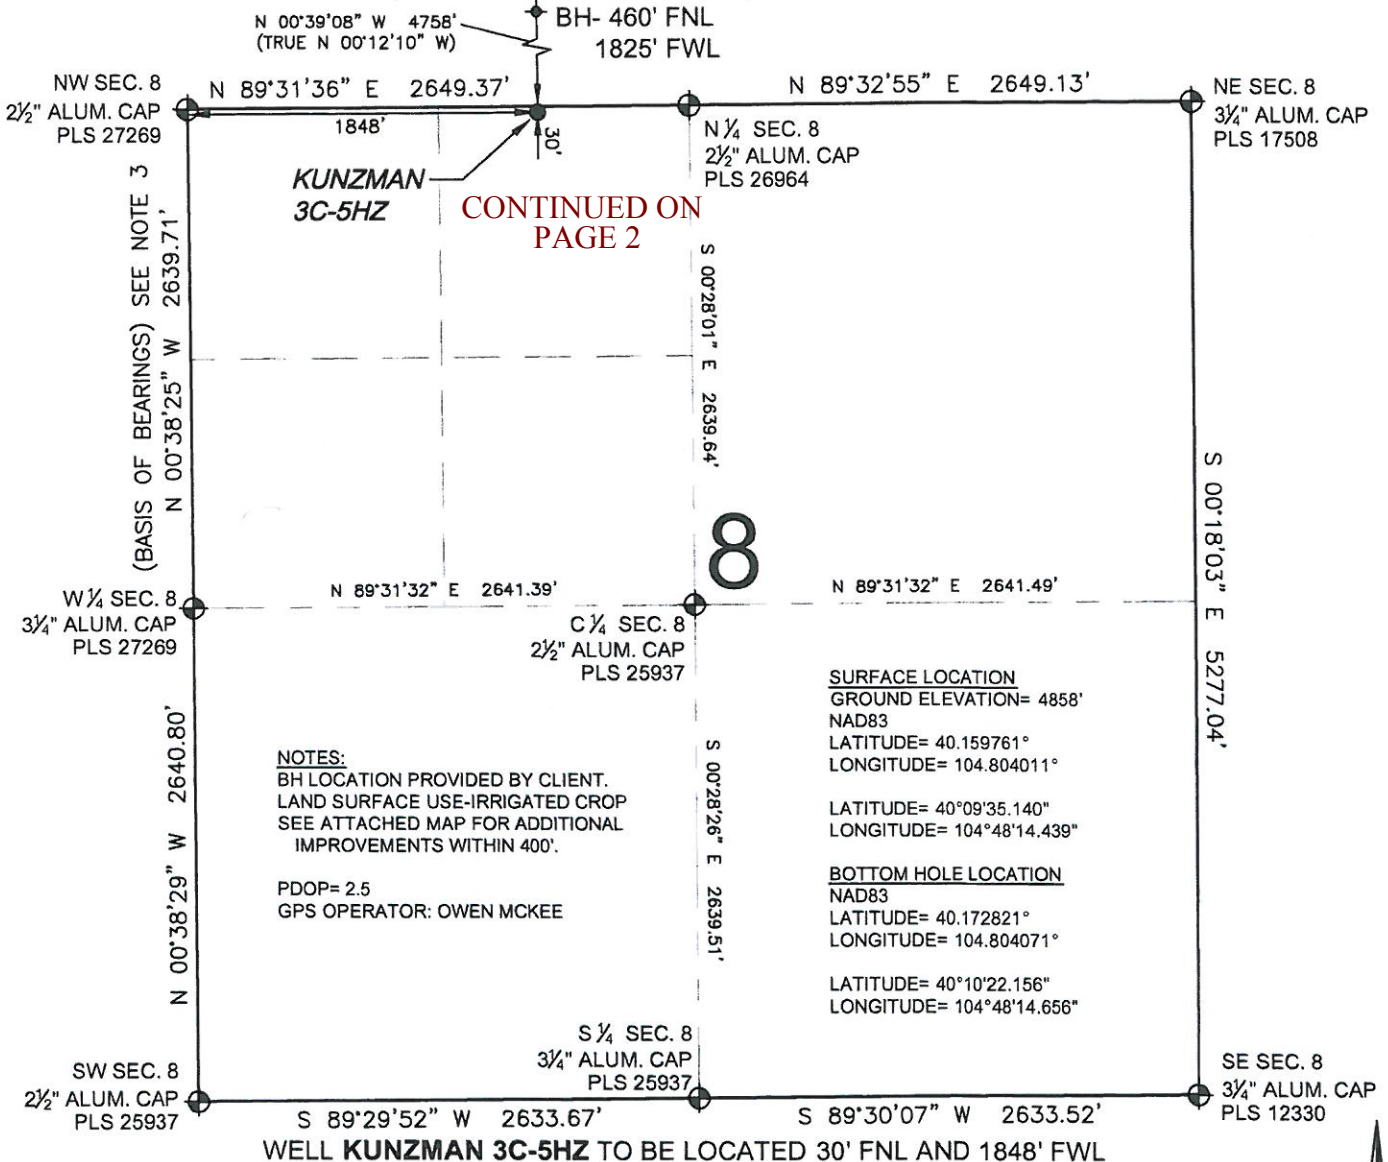 N 00°39'08" W 4758'
(TRUE N 00°12'10" W)
BH- 460' FNL
1825' FWL
NW SEC. 8
2½" ALUM. CAP
PLS 27269
N 89°31'36" E 2649.37'
N 89°32'55" E 2649.13'
NE SEC. 8
3¼" ALUM. CAP
PLS 17508
1848'
30'
N ¼ SEC. 8
2½" ALUM. CAP
PLS 26964
KUNZMAN
3C-5HZ
CONTINUED ON
PAGE 2
(BASIS OF BEARINGS) SEE NOTE 3
N 00°38'25" W 2639.71'
S 00°28'01" E 2639.64'
8
S 00°18'03" E 5277.04'
W ¼ SEC. 8
3¼" ALUM. CAP
PLS 27269
N 89°31'32" E 2641.39'
N 89°31'32" E 2641.49'
C ¼ SEC. 8
2½" ALUM. CAP
PLS 25937
N 00°38'29" W 2640.80'
NOTES:
BH LOCATION PROVIDED BY CLIENT.
LAND SURFACE USE-IRRIGATED CROP
SEE ATTACHED MAP FOR ADDITIONAL
IMPROVEMENTS WITHIN 400'.
PDOP= 2.5
GPS OPERATOR: OWEN MCKEE
S 00°28'26" E 2639.51'
SURFACE LOCATION
GROUND ELEVATION= 4858'
NAD83
LATITUDE= 40.159761°
LONGITUDE= 104.804011°
LATITUDE= 40°09'35.140"
LONGITUDE= 104°48'14.439"
BOTTOM HOLE LOCATION
NAD83
LATITUDE= 40.172821°
LONGITUDE= 104.804071°
LATITUDE= 40°10'22.156"
LONGITUDE= 104°48'14.656"
SW SEC. 8
2½" ALUM. CAP
PLS 25937
S ¼ SEC. 8
3¼" ALUM. CAP
PLS 25937
SE SEC. 8
3¼" ALUM. CAP
PLS 12330
S 89°29'52" W 2633.67'
S 89°30'07" W 2633.52'
WELL KUNZMAN 3C-5HZ TO BE LOCATED 30' FNL AND 1848' FWL